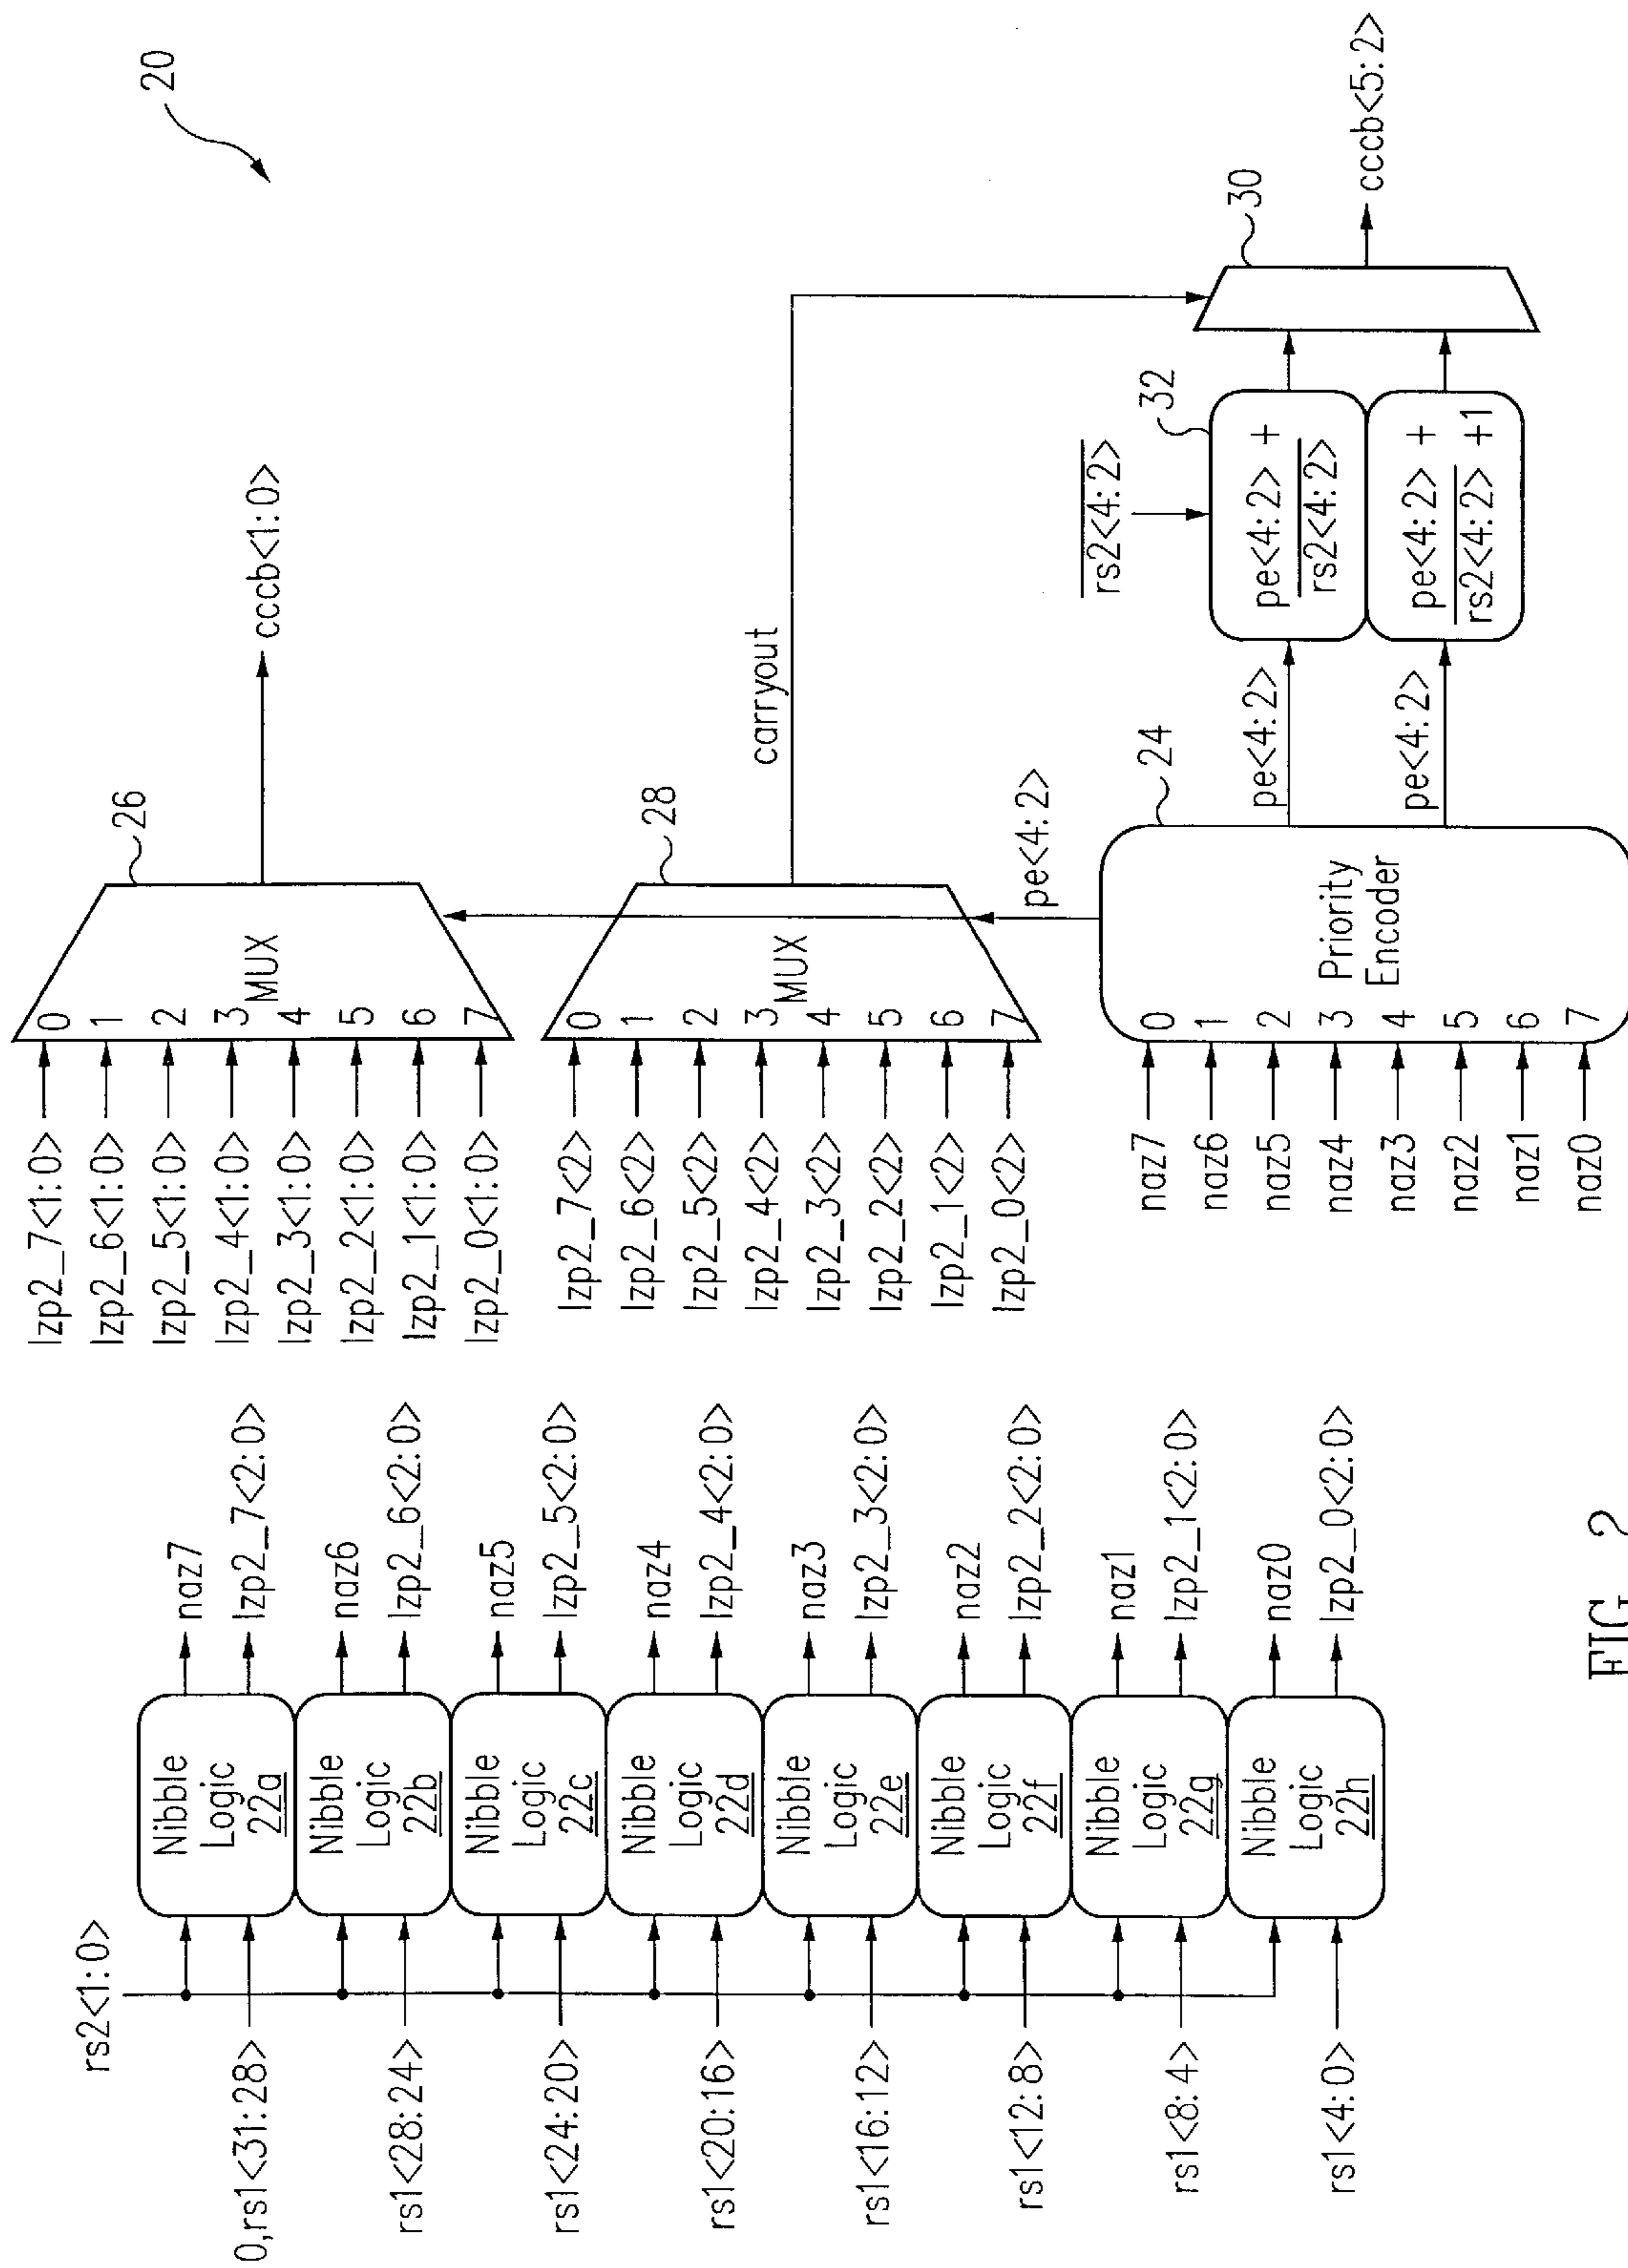 20
rs2<1:0>
0,rs1<31:28>
rs1<28:24>
rs1<24:20>
rs1<20:16>
rs1<16:12>
rs1<12:8>
rs1<8:4>
rs1<4:0>
Nibble
Logic
22a
Nibble
Logic
22b
Nibble
Logic
22c
Nibble
Logic
22d
Nibble
Logic
22e
Nibble
Logic
22f
Nibble
Logic
22g
Nibble
Logic
22h
naz7
lzp2_7<2:0>
naz6
lzp2_6<2:0>
naz5
lzp2_5<2:0>
naz4
lzp2_4<2:0>
naz3
lzp2_3<2:0>
naz2
lzp2_2<2:0>
naz1
lzp2_1<2:0>
naz0
lzp2_0<2:0>
lzp2_7<1:0>
lzp2_6<1:0>
lzp2_5<1:0>
lzp2_4<1:0>
lzp2_3<1:0>
lzp2_2<1:0>
lzp2_1<1:0>
lzp2_0<1:0>
0
1
2
3
4
5
6
7
MUX
26
cccb<1:0>
lzp2_7<2>
lzp2_6<2>
lzp2_5<2>
lzp2_4<2>
lzp2_3<2>
lzp2_2<2>
lzp2_1<2>
lzp2_0<2>
0
1
2
3
4
5
6
7
MUX
28
carryout
pe<4:2>
naz7
naz6
naz5
naz4
naz3
naz2
naz1
naz0
0
1
2
3
4
5
6
7
Priority
Encoder
24
pe<4:2>
pe<4:2>
rs2<4:2>
32
pe<4:2> +
rs2<4:2>
pe<4:2> +
rs2<4:2> +1
30
cccb<5:2>
FIG. 2